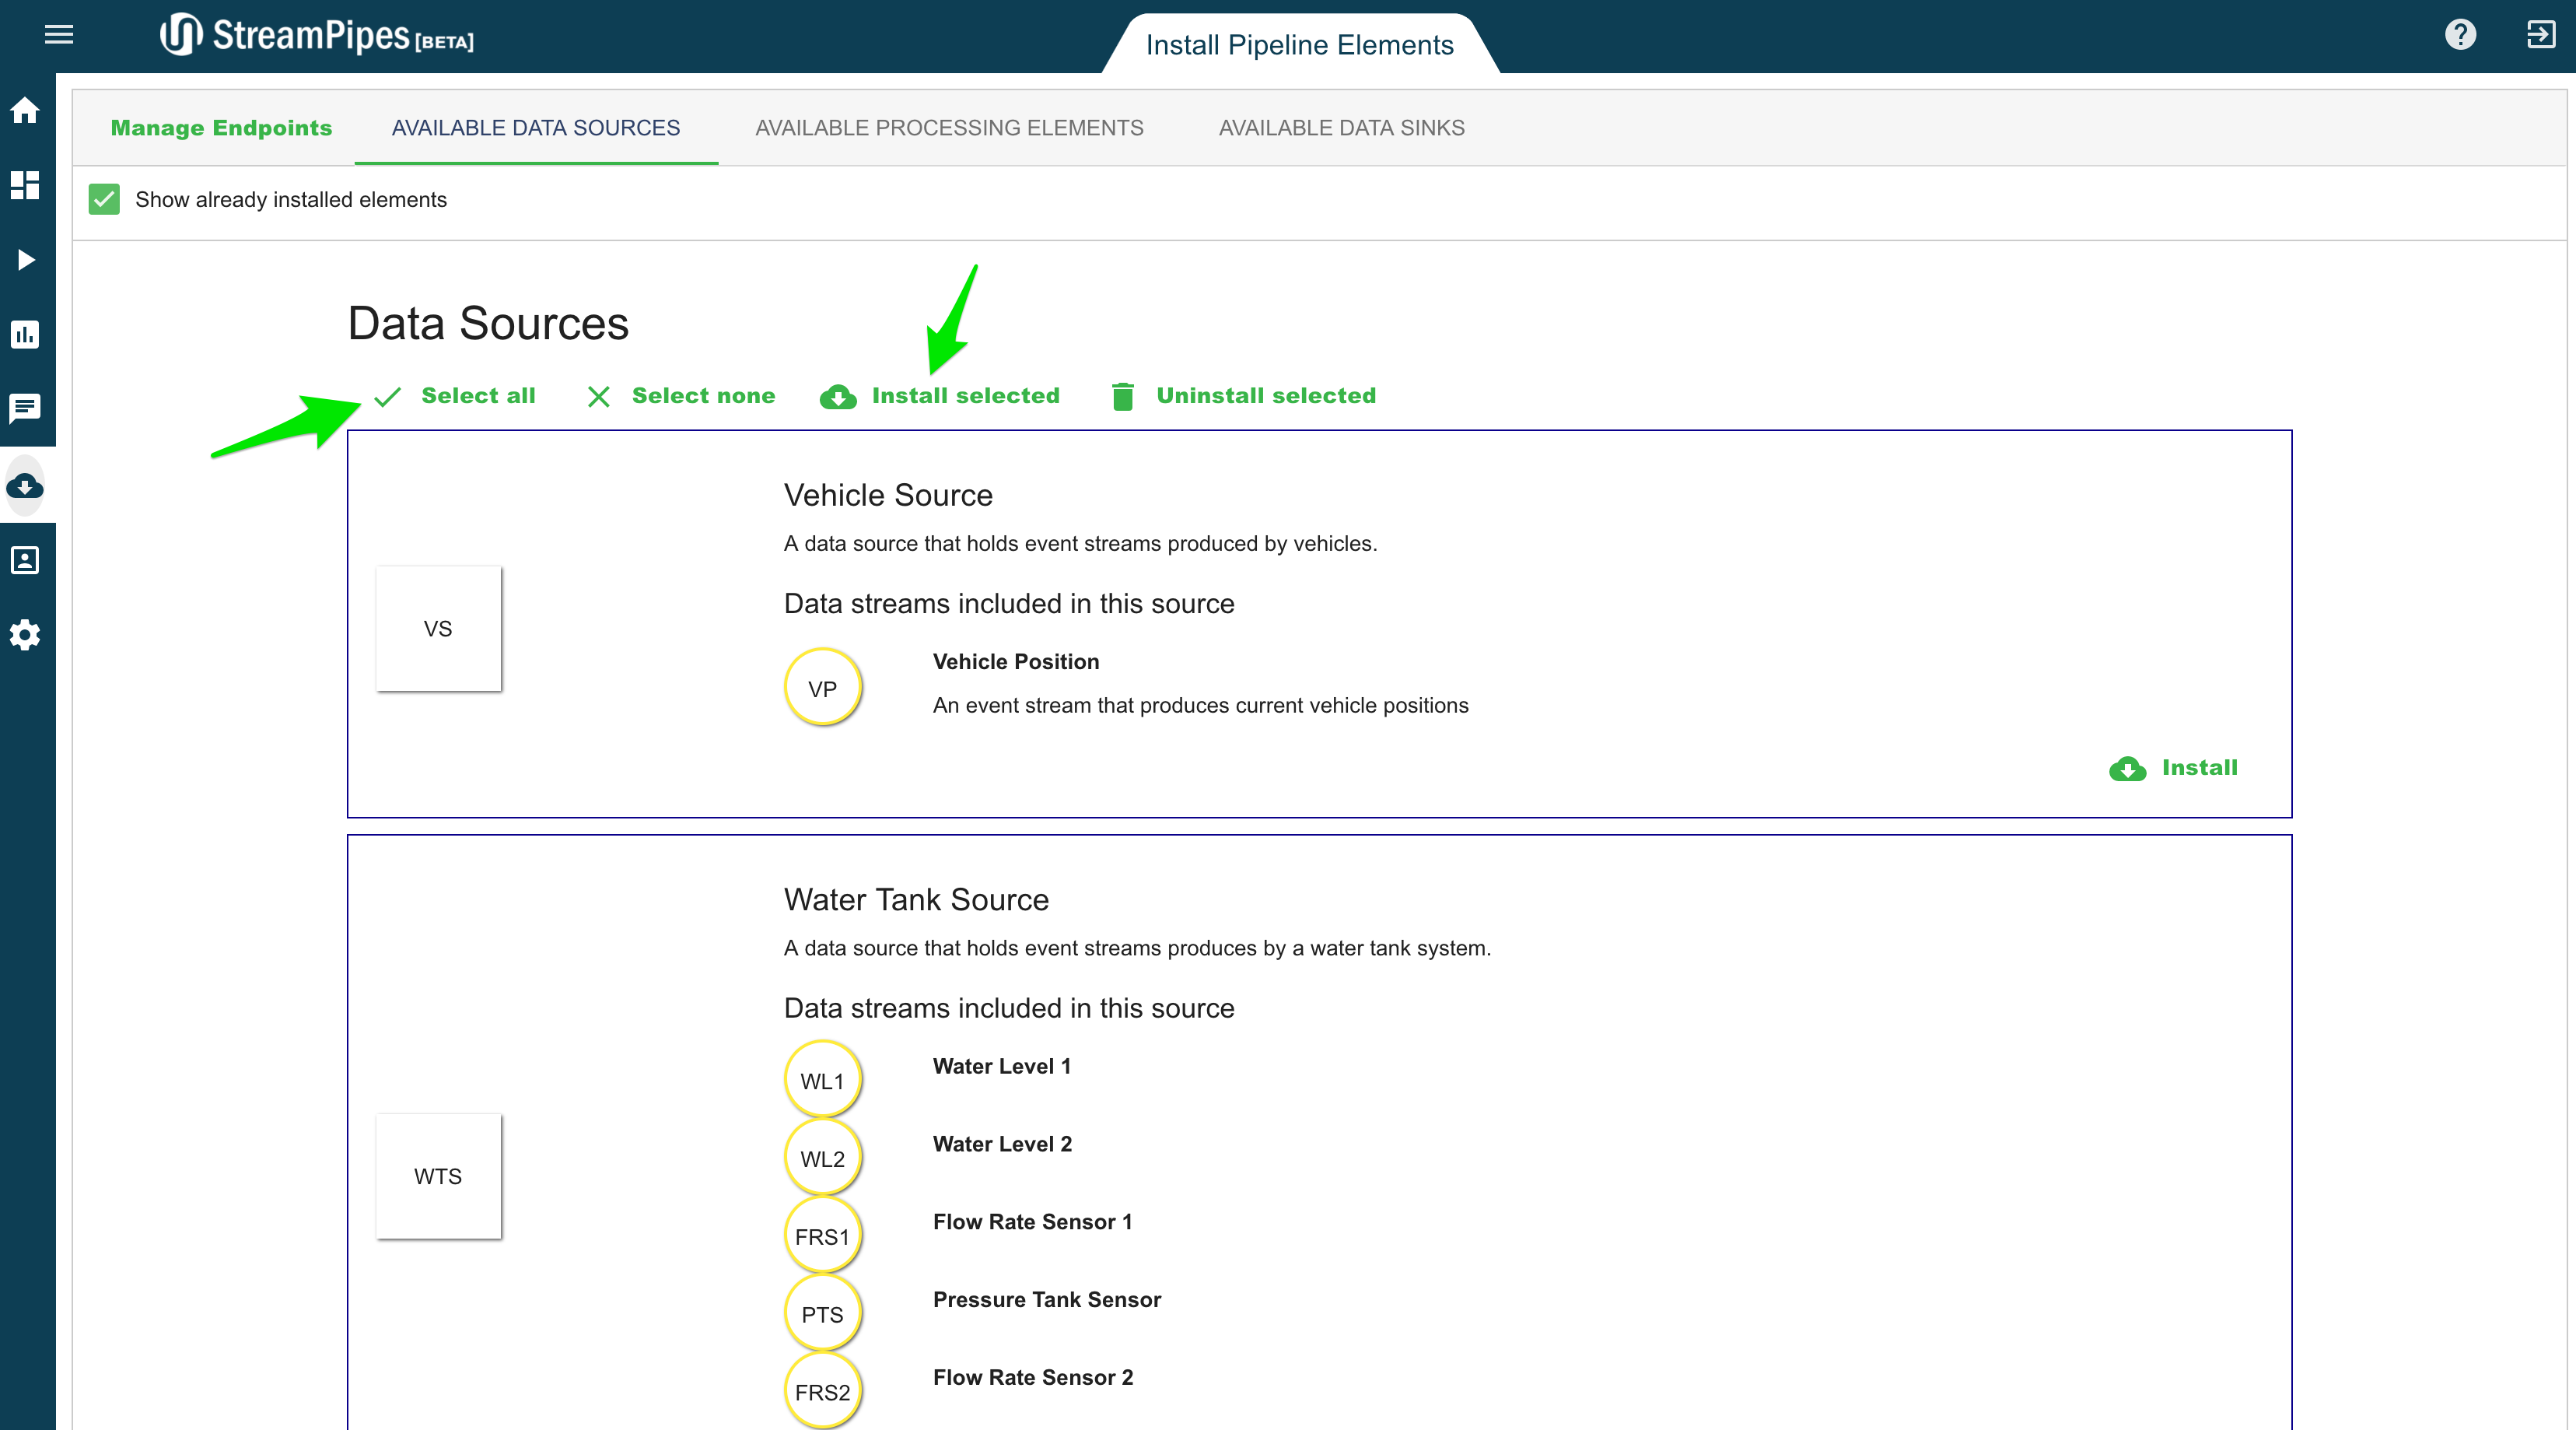 StreamPipes [BETA]
Install Pipeline Elements
Manage Endpoints
AVAILABLE DATA SOURCES
AVAILABLE PROCESSING ELEMENTS
AVAILABLE DATA SINKS
Show already installed elements
Data Sources
Select all
Select none
Install selected
Uninstall selected
VS
Vehicle Source
A data source that holds event streams produced by vehicles.
Data streams included in this source
VP
Vehicle Position
An event stream that produces current vehicle positions
Install
WTS
Water Tank Source
A data source that holds event streams produces by a water tank system.
Data streams included in this source
WL1
Water Level 1
WL2
Water Level 2
FRS1
Flow Rate Sensor 1
PTS
Pressure Tank Sensor
FRS2
Flow Rate Sensor 2